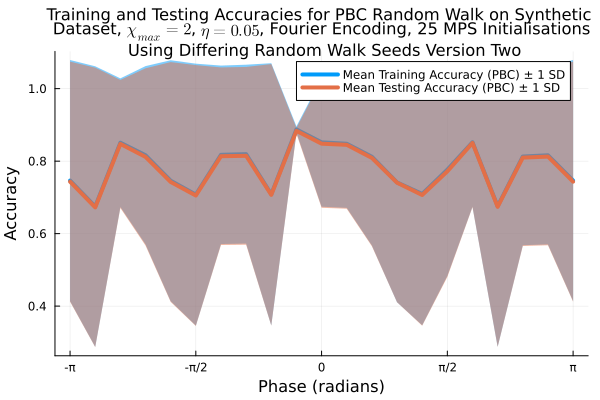 Training and Testing Accuracies for PBC Random Walk on Synthetic
Dataset, χ_max = 2, η = 0.05, Fourier Encoding, 25 MPS Initialisations
Using Differing Random Walk Seeds Version Two
Mean Training Accuracy (PBC) ± 1 SD
Mean Testing Accuracy (PBC) ± 1 SD
Accuracy
1.0
0.8
0.6
0.4
-π -π/2 0 π/2 π
Phase (radians)